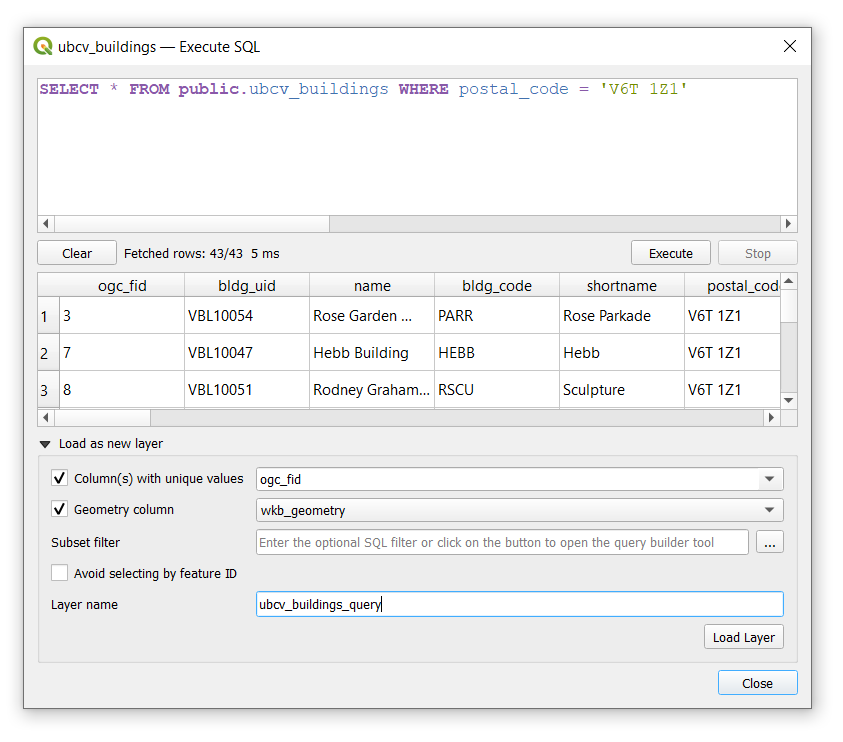 ubcv_buildings — Execute SQL
SELECT * FROM public.ubcv_buildings WHERE postal_code = 'V6T 1Z1'
Clear Fetched rows: 43/43 5 ms Execute Stop
ogc_fid bldg_uid name bldg_code shortname postal_cod
1 3 VBL10054 Rose Garden ... PARR Rose Parkade V6T 1Z1
2 7 VBL10047 Hebb Building HEBB Hebb V6T 1Z1
3 8 VBL10051 Rodney Graham... RSCU Sculpture V6T 1Z1
Load as new layer
Column(s) with unique values ogc_fid
Geometry column wkb_geometry
Subset filter Enter the optional SQL filter or click on the button to open the query builder tool ...
Avoid selecting by feature ID
Layer name ubcv_buildings_query
Load Layer
Close